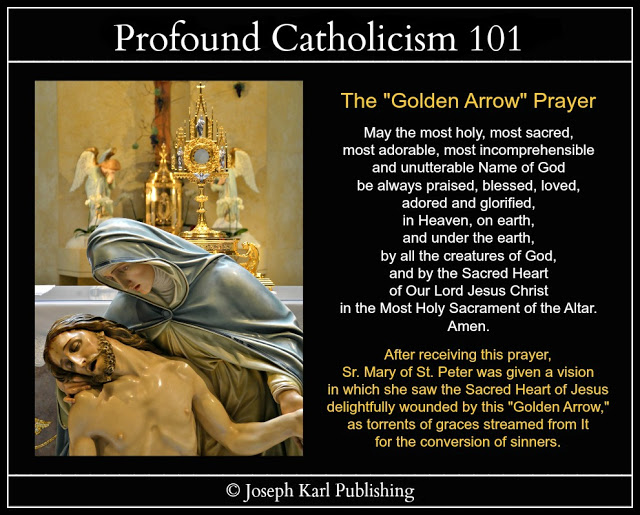 Profound Catholicism 101
The "Golden Arrow" Prayer
May the most holy, most sacred,
most adorable, most incomprehensible
and unutterable Name of God
be always praised, blessed, loved,
adored and glorified,
in Heaven, on earth,
and under the earth,
by all the creatures of God,
and by the Sacred Heart
of Our Lord Jesus Christ
in the Most Holy Sacrament of the Altar.
Amen.
After receiving this prayer,
Sr. Mary of St. Peter was given a vision
in which she saw the Sacred Heart of Jesus
delightfully wounded by this "Golden Arrow,"
as torrents of graces streamed from It
for the conversion of sinners.
© Joseph Karl Publishing